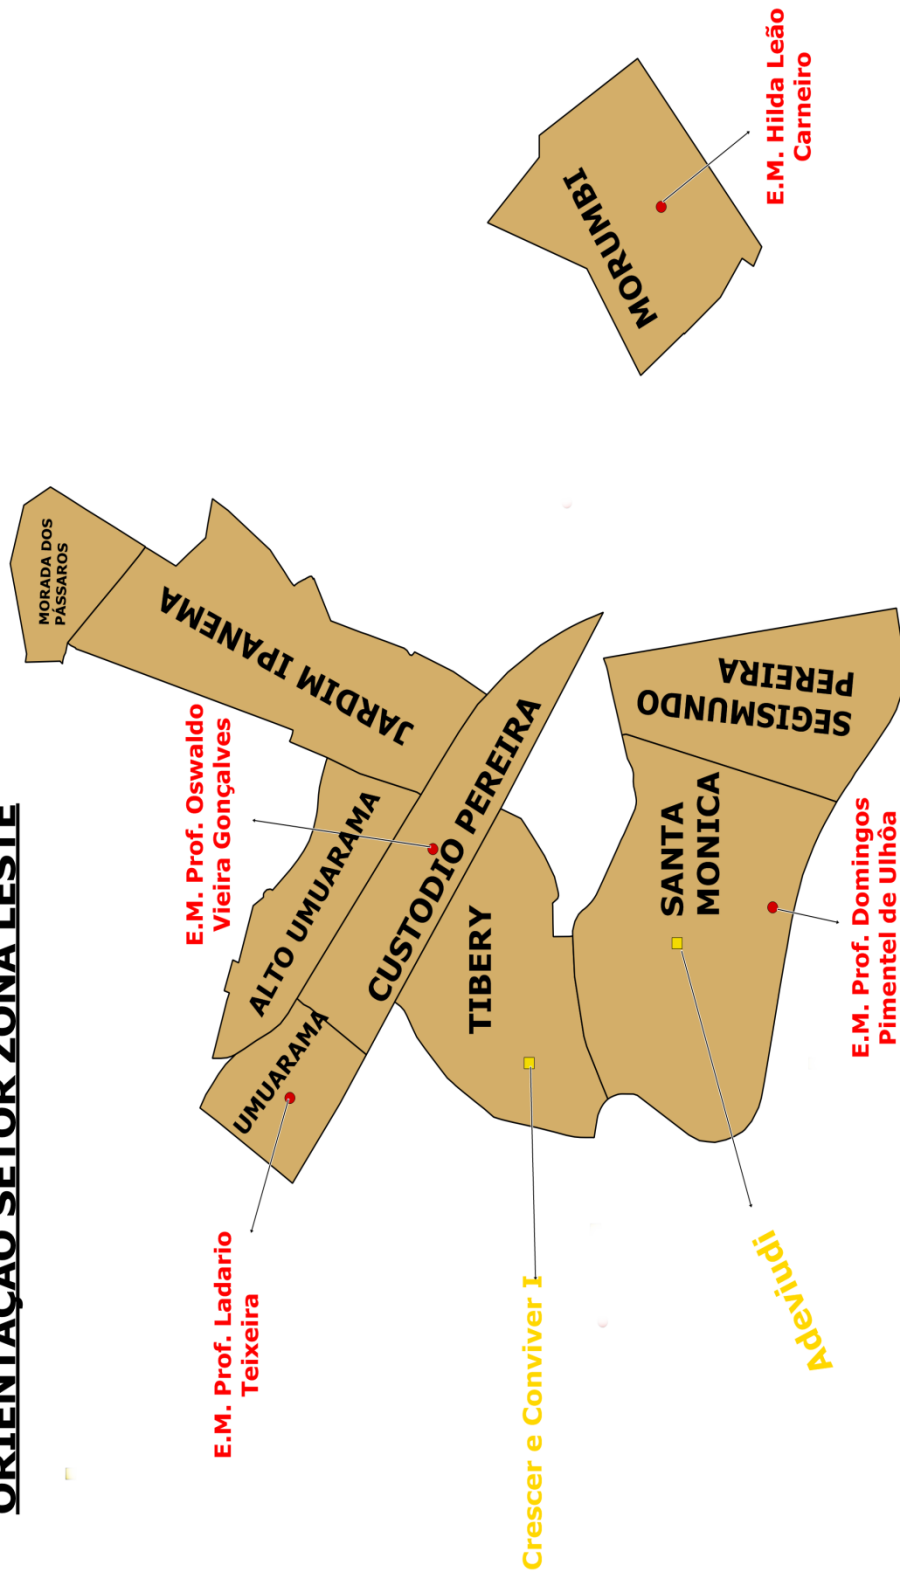 ORIENTAÇÃO SETOR ZONA LESTE
MORADA DOS
PÁSSAROS
JARDIM IPANEMA
E.M. Prof. Oswaldo
Vieira Gonçalves
ALTO UMUARAMA
UMUARAMA
E.M. Prof. Ladario
Teixeira
CUSTODIO PEREIRA
TIBERY
Crescer e Conviver I
MORUMBI
E.M. Hilda Leão
Carneiro
SEGISMUNDO
PEREIRA
SANTA
MONICA
Adeviudi
E.M. Prof. Domingos
Pimentel de Ulhôa